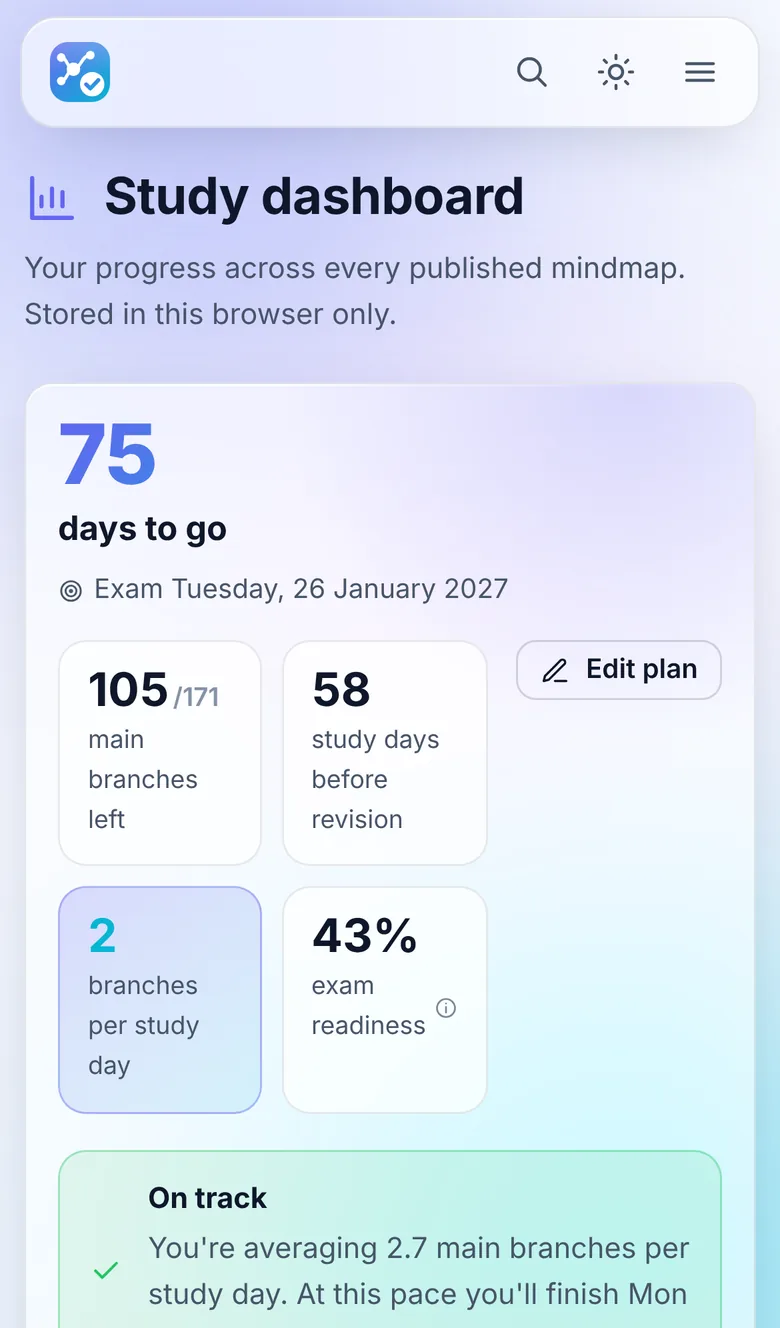 Study dashboard
Your progress across every published mindmap.
Stored in this browser only.
75
days to go
Exam Tuesday, 26 January 2027
105 /171
main
branches
left
58
study days
before
revision
Edit plan
2
branches
per study
day
43%
exam
readiness
On track
You're averaging 2.7 main branches per
study day. At this pace you'll finish Mon